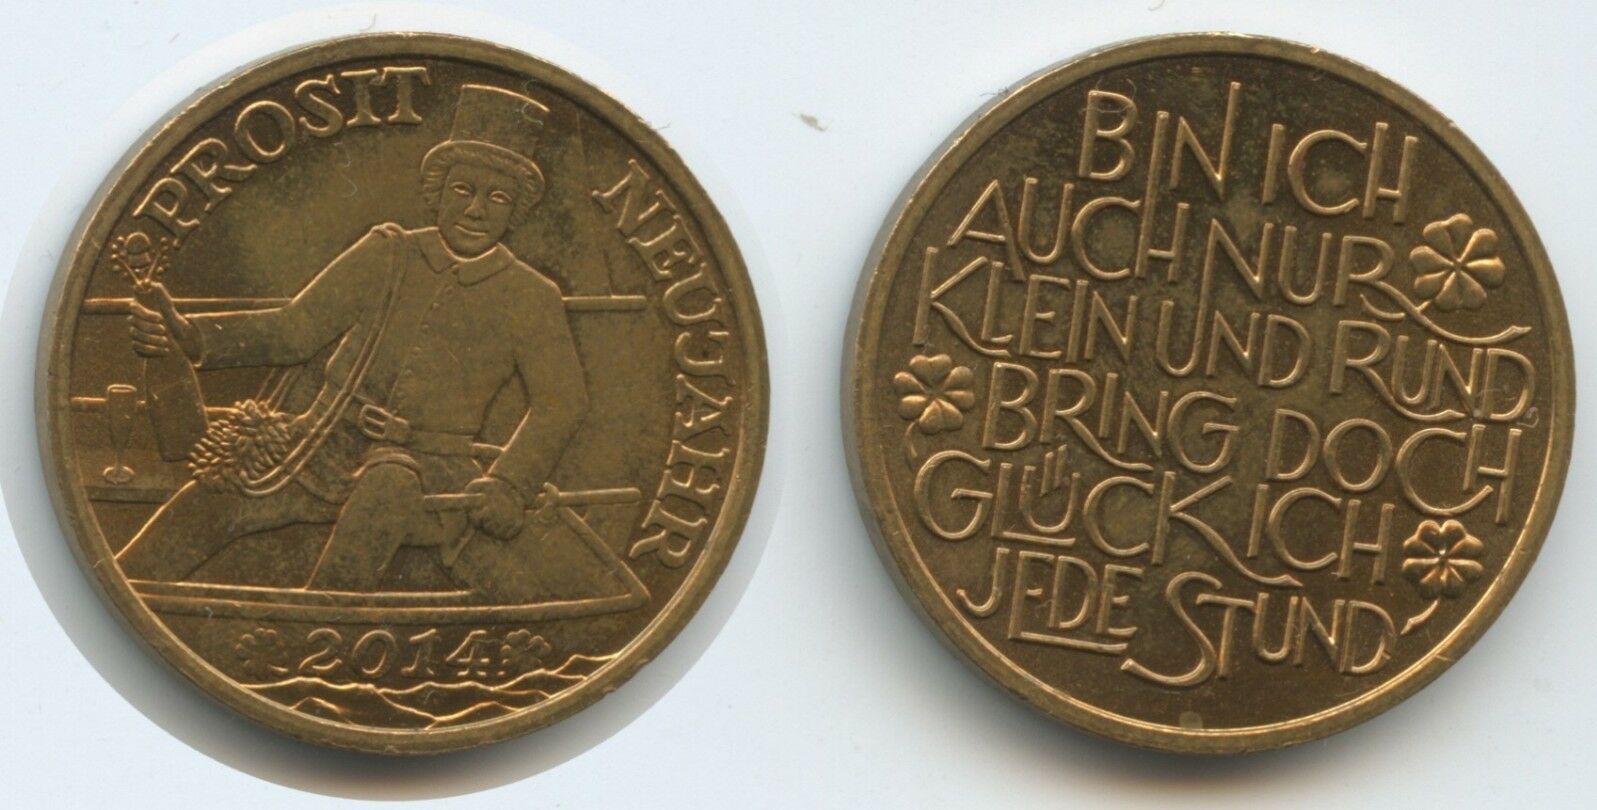 PROSIT NEUJAHR
2014
BIN ICH
AUCH NUR
KLEIN UND RUND
BRING DOCH
GLÜCK ICH
JEDE STUND